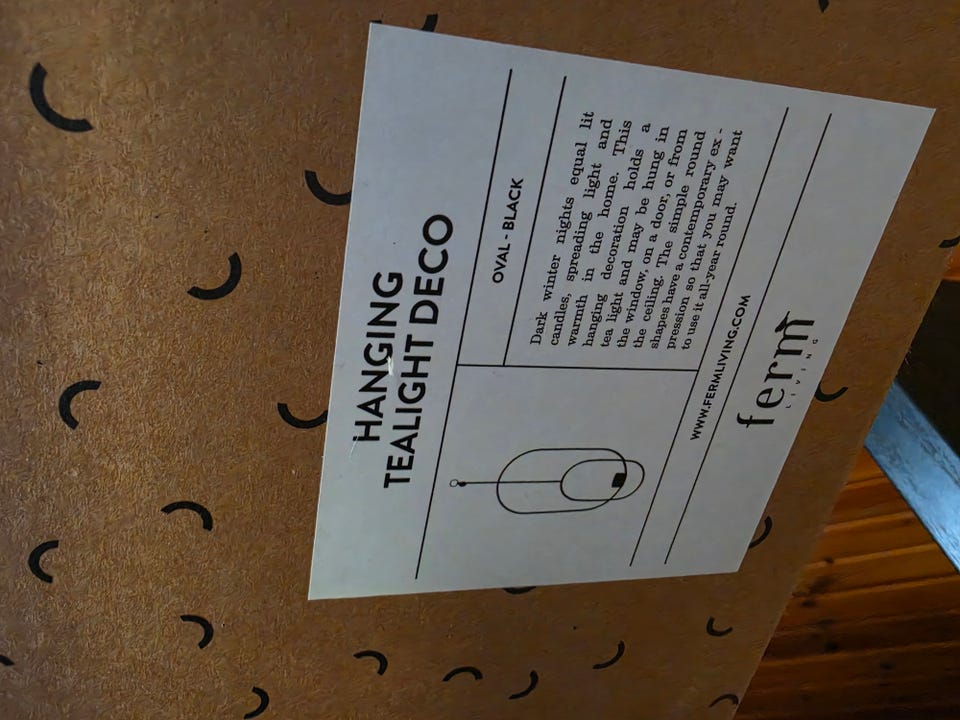 HANGING
TEALIGHT DECO
OVAL - BLACK
Dark winter nights equal lit
candles, spreading light and
warmth in the home. This
hanging decoration holds a
tea light and may be hung in
the window, on a door, or from
the ceiling. The simple round
shapes have a contemporary ex -
pression so that you may want
to use it all-year round.
WWW.FERMLIVING.COM
ferm
LIVING